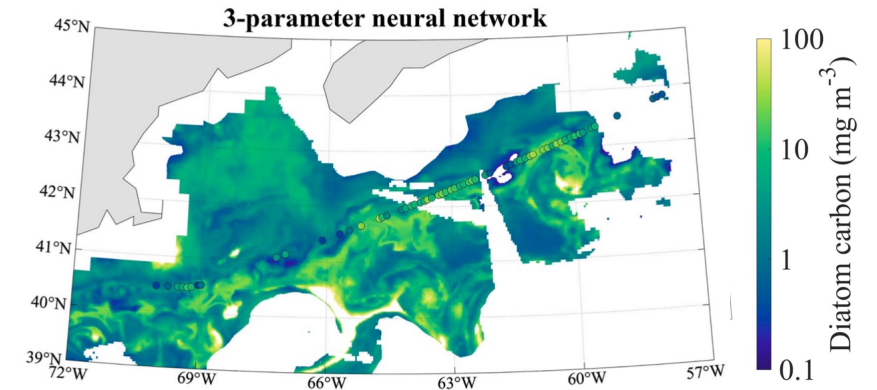 3-parameter neural network
45°N
44°N
43°N
42°N
41°N
40°N
39°N
72°W 69°W 66°W 63°W 60°W 57°W
100
10
1
0.1
Diatom carbon (mg m⁻³)